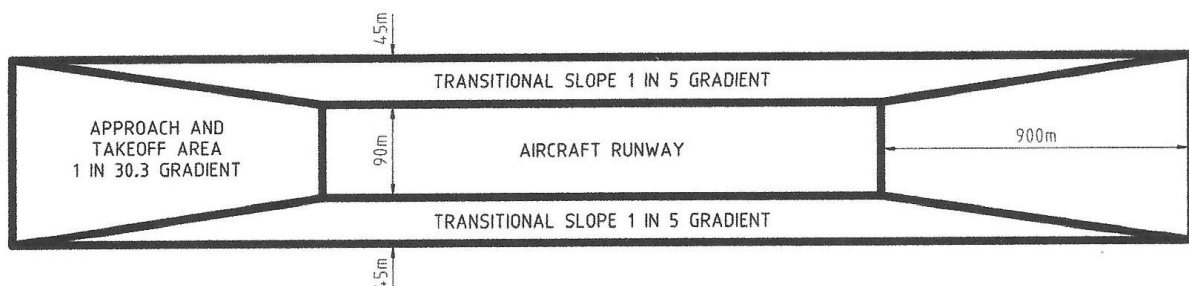 45m
TRANSITIONAL SLOPE 1 IN 5 GRADIENT
APPROACH AND
TAKEOFF AREA
1 IN 30.3 GRADIENT
90m
AIRCRAFT RUNWAY
900m
TRANSITIONAL SLOPE 1 IN 5 GRADIENT
45m